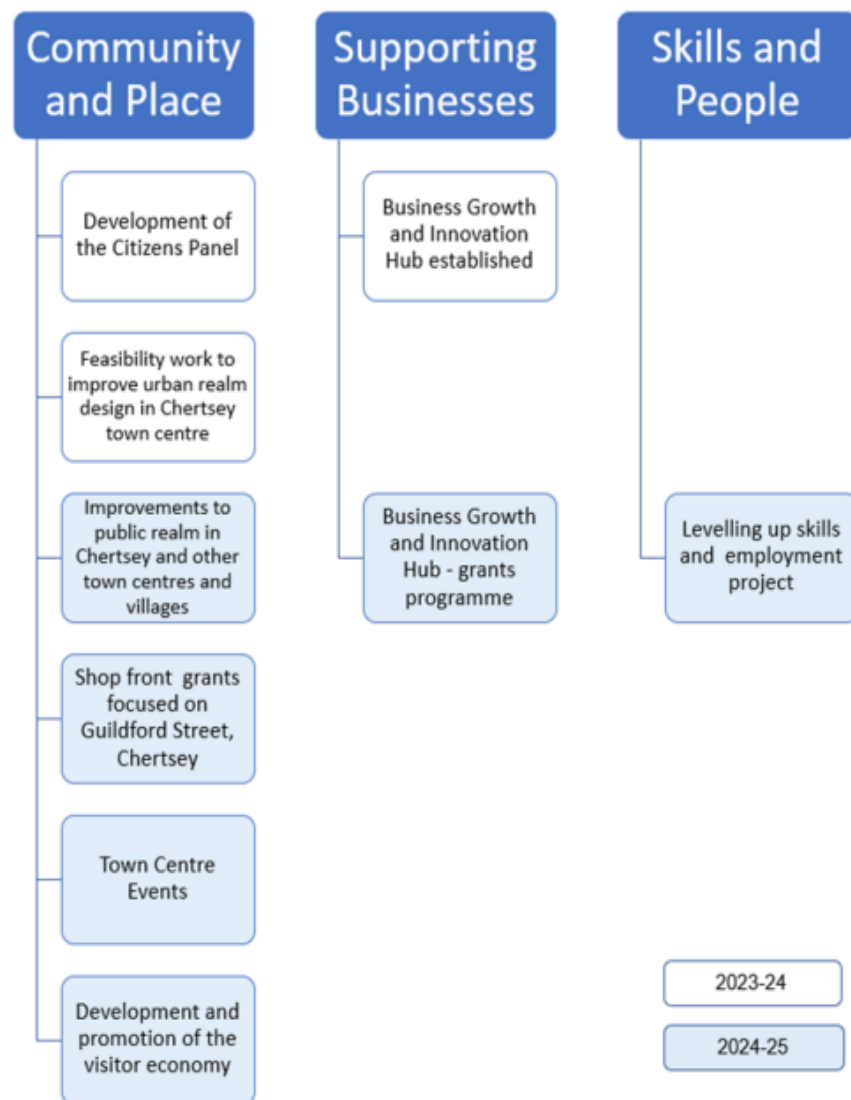 Community
and Place
Development of
the Citizens Panel
Feasibility work to
improve urban realm
design in Chertsey
town centre
Improvements to
public realm in
Chertsey and other
town centres and
villages
Shop front grants
focused on
Guildford Street,
Chertsey
Town Centre
Events
Development and
promotion of the
visitor economy
Supporting
Businesses
Business Growth
and Innovation
Hub established
Business Growth
and Innovation
Hub - grants
programme
Skills and
People
Levelling up skills
and employment
project
2023-24
2024-25